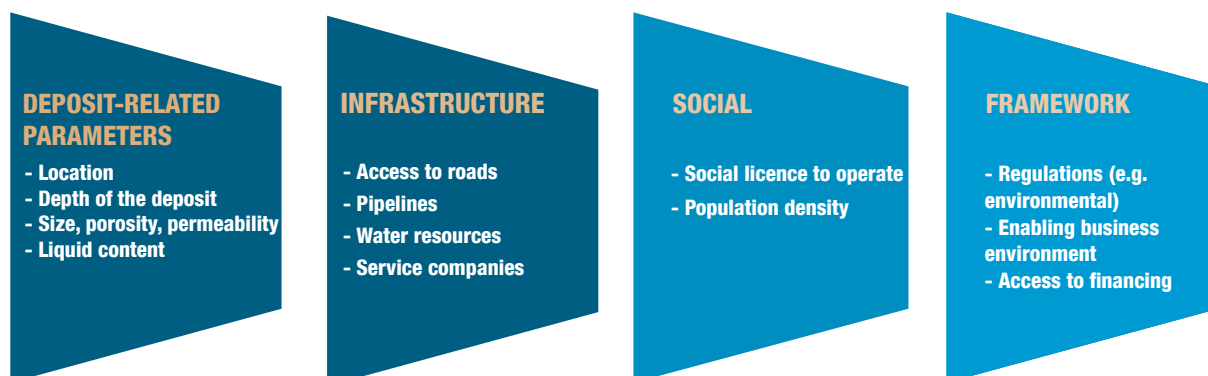 DEPOSIT-RELATED
PARAMETERS
- Location
- Depth of the deposit
- Size, porosity, permeability
- Liquid content
INFRASTRUCTURE
- Access to roads
- Pipelines
- Water resources
- Service companies
SOCIAL
- Social licence to operate
- Population density
FRAMEWORK
- Regulations (e.g.
environmental)
- Enabling business
environment
- Access to financing